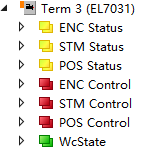 Term 3 (EL7031)
ENC Status
STM Status
POS Status
ENC Control
STM Control
POS Control
WcState